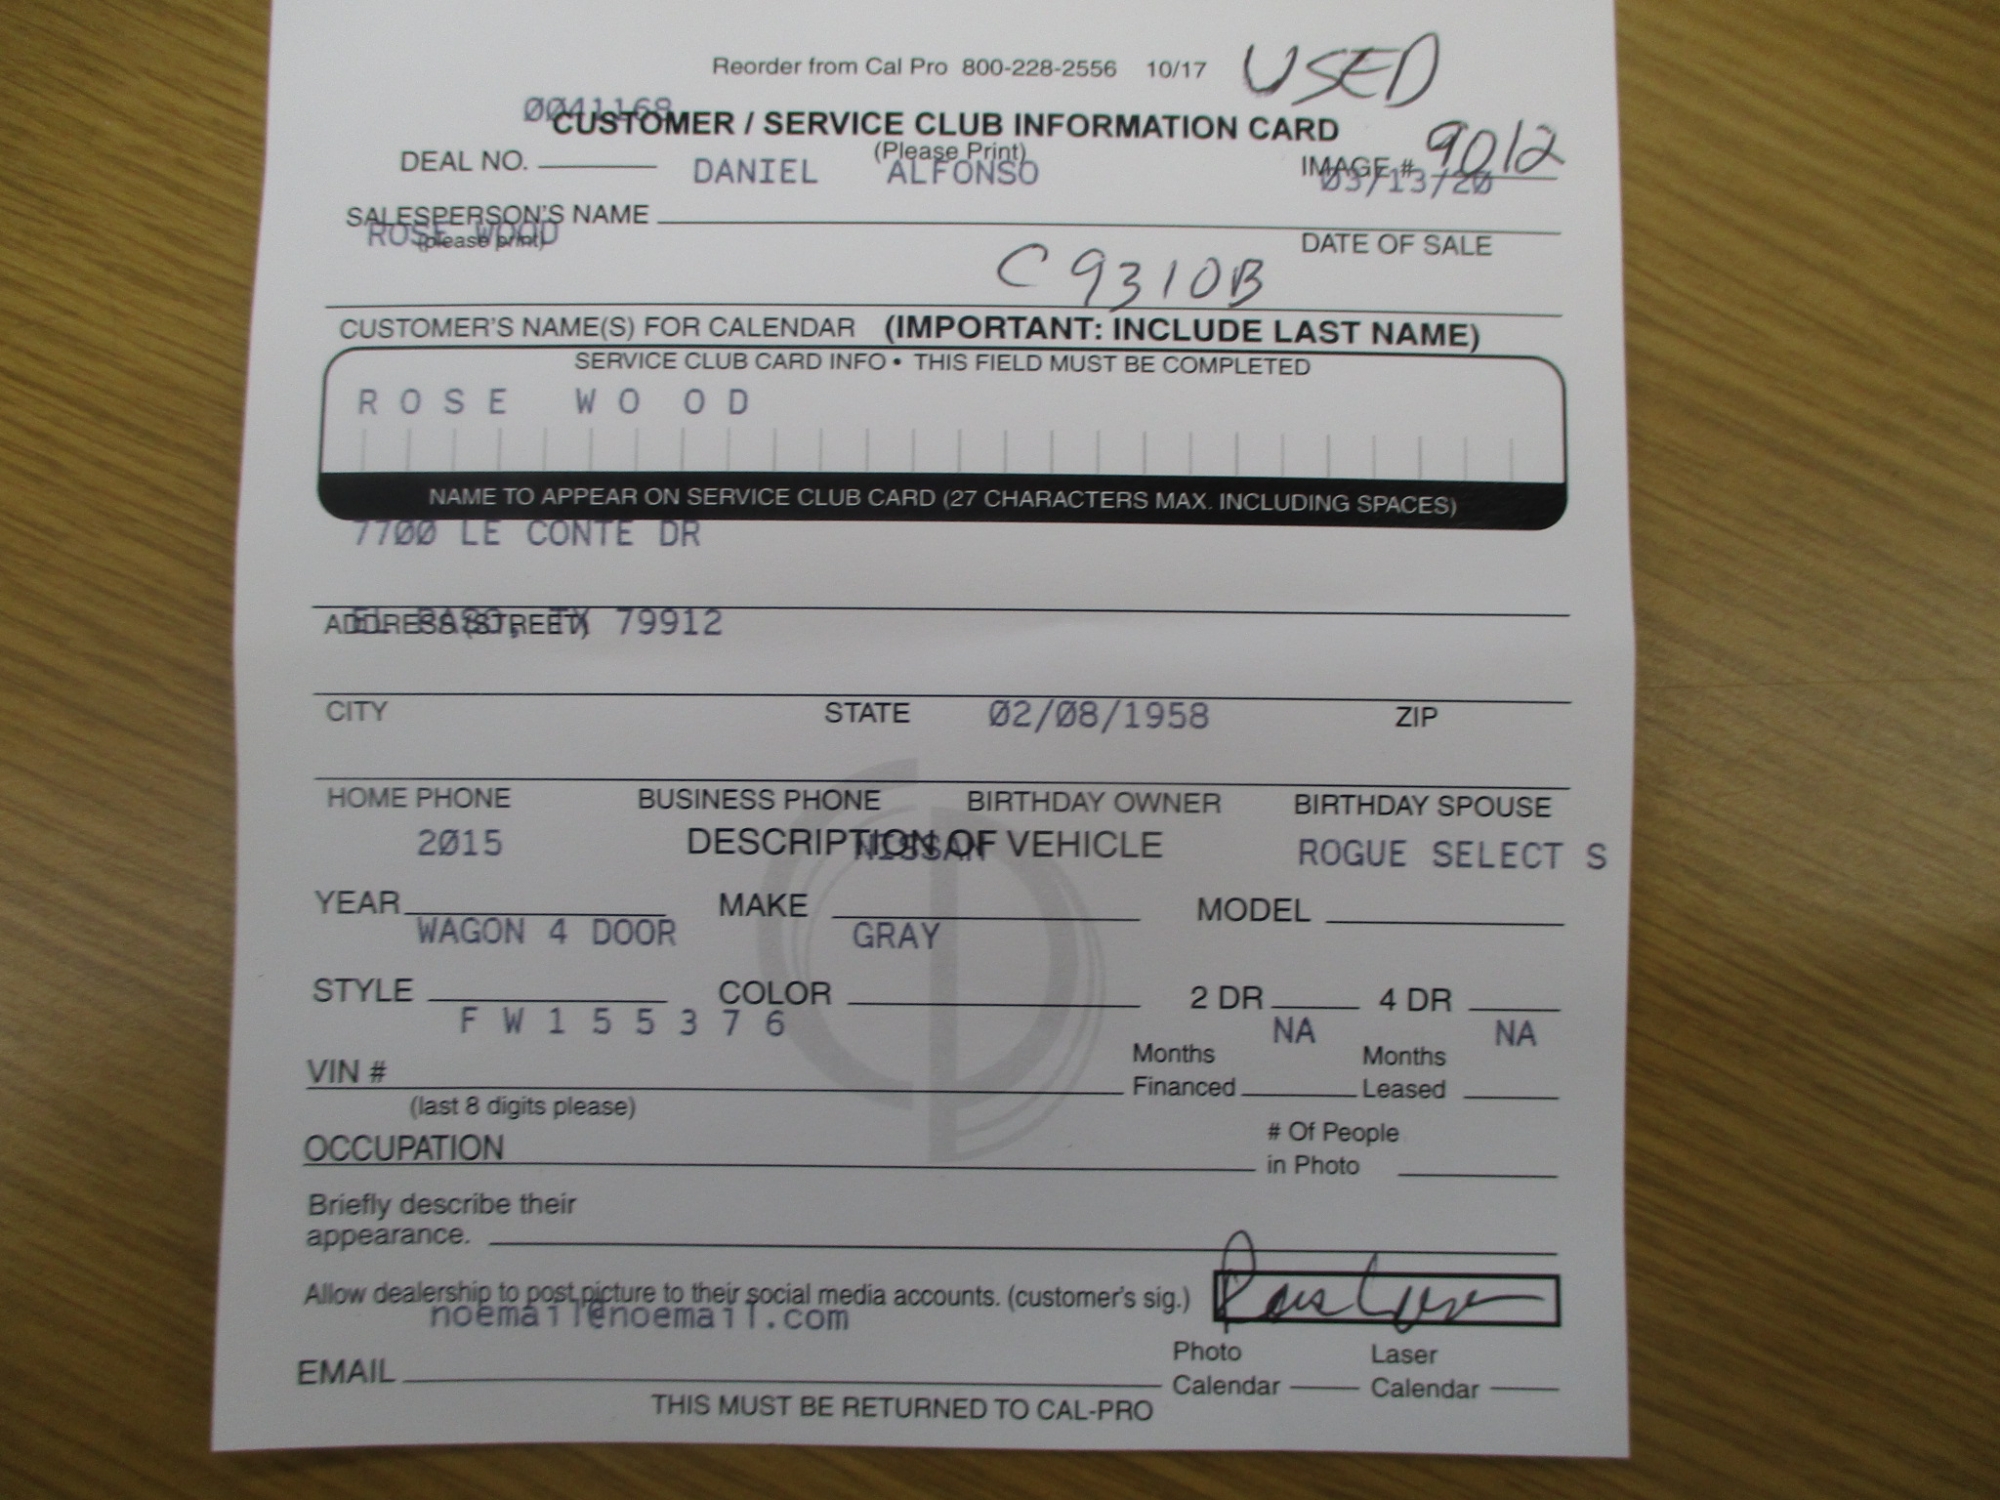 Reorder from Cal Pro 800-228-2556 10/17 USED
0041168
CUSTOMER / SERVICE CLUB INFORMATION CARD
(Please Print)
DEAL NO. DANIEL ALFONSO IMAGE # 9012
03/13/20
SALESPERSON'S NAME
ROSE WOOD
(please print)
DATE OF SALE
C9310B
CUSTOMER'S NAME(S) FOR CALENDAR (IMPORTANT: INCLUDE LAST NAME)
SERVICE CLUB CARD INFO • THIS FIELD MUST BE COMPLETED
ROSE WOOD
NAME TO APPEAR ON SERVICE CLUB CARD (27 CHARACTERS MAX. INCLUDING SPACES)
7700 LE CONTE DR
ADDRESS (STREET)
EL PASO, TX 79912
CITY STATE 02/08/1958 ZIP
HOME PHONE BUSINESS PHONE BIRTHDAY OWNER BIRTHDAY SPOUSE
DESCRIPTION OF VEHICLE
2015 NISSAN ROGUE SELECT S
YEAR MAKE MODEL
WAGON 4 DOOR GRAY
STYLE COLOR 2 DR 4 DR
FW155376 NA NA
VIN # Months Financed Months Leased
(last 8 digits please)
OCCUPATION # Of People in Photo
Briefly describe their
appearance.
Allow dealership to post picture to their social media accounts. (customer's sig.)
noemail@noemail.com
EMAIL Photo Calendar Laser Calendar
THIS MUST BE RETURNED TO CAL-PRO